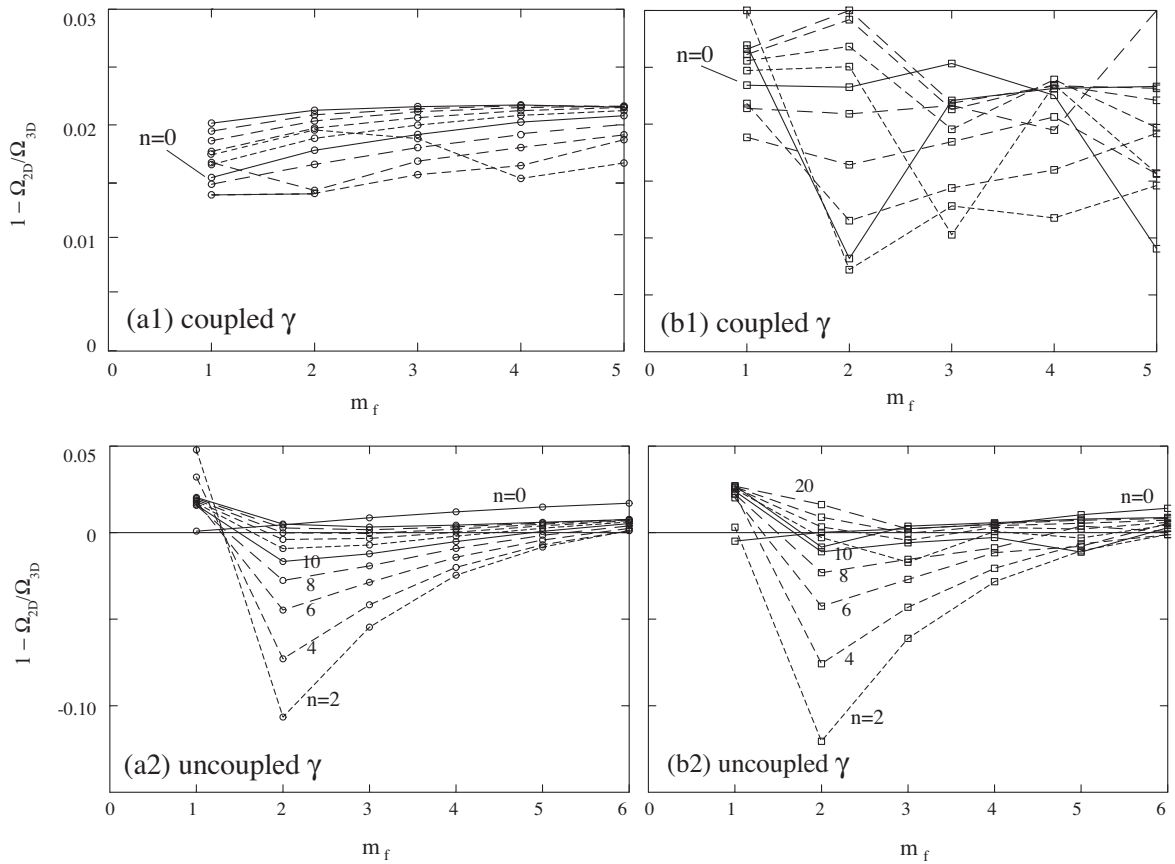 0.03
0.02
0.01
0
1 − Ω2D/Ω3D
n=0
(a1) coupled γ
0 1 2 3 4 5
m f
n=0
(b1) coupled γ
0 1 2 3 4 5
m f
0.05
0
-0.10
1 − Ω2D/Ω3D
n=0
10
8
6
4
n=2
(a2) uncoupled γ
0 1 2 3 4 5 6
m f
20
n=0
10
8
6
4
n=2
(b2) uncoupled γ
0 1 2 3 4 5 6
m f